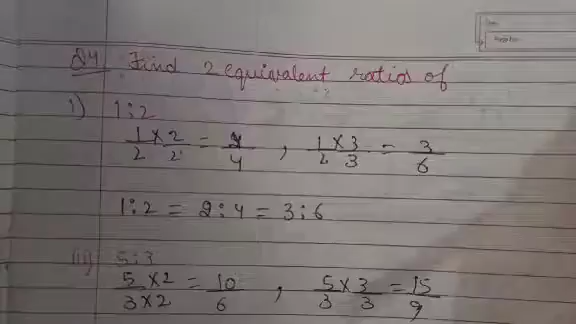 Q4 Find 2 equivalent ratios of
i) 1:2
1/2 × 2/2 = 2/4 , 1/2 × 3/3 = 3/6
1:2 = 2:4 = 3:6
ii) 5:3
5×2/3×2 = 10/6 , 5/3 × 3/3 = 15/9